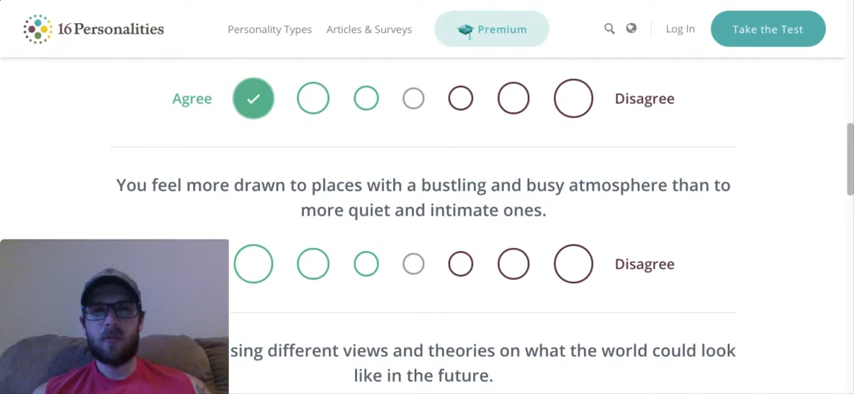 16Personalities Personality Types Articles & Surveys Premium Log In Take the Test
Agree Disagree
You feel more drawn to places with a bustling and busy atmosphere than to
more quiet and intimate ones.
Disagree
sing different views and theories on what the world could look
like in the future.